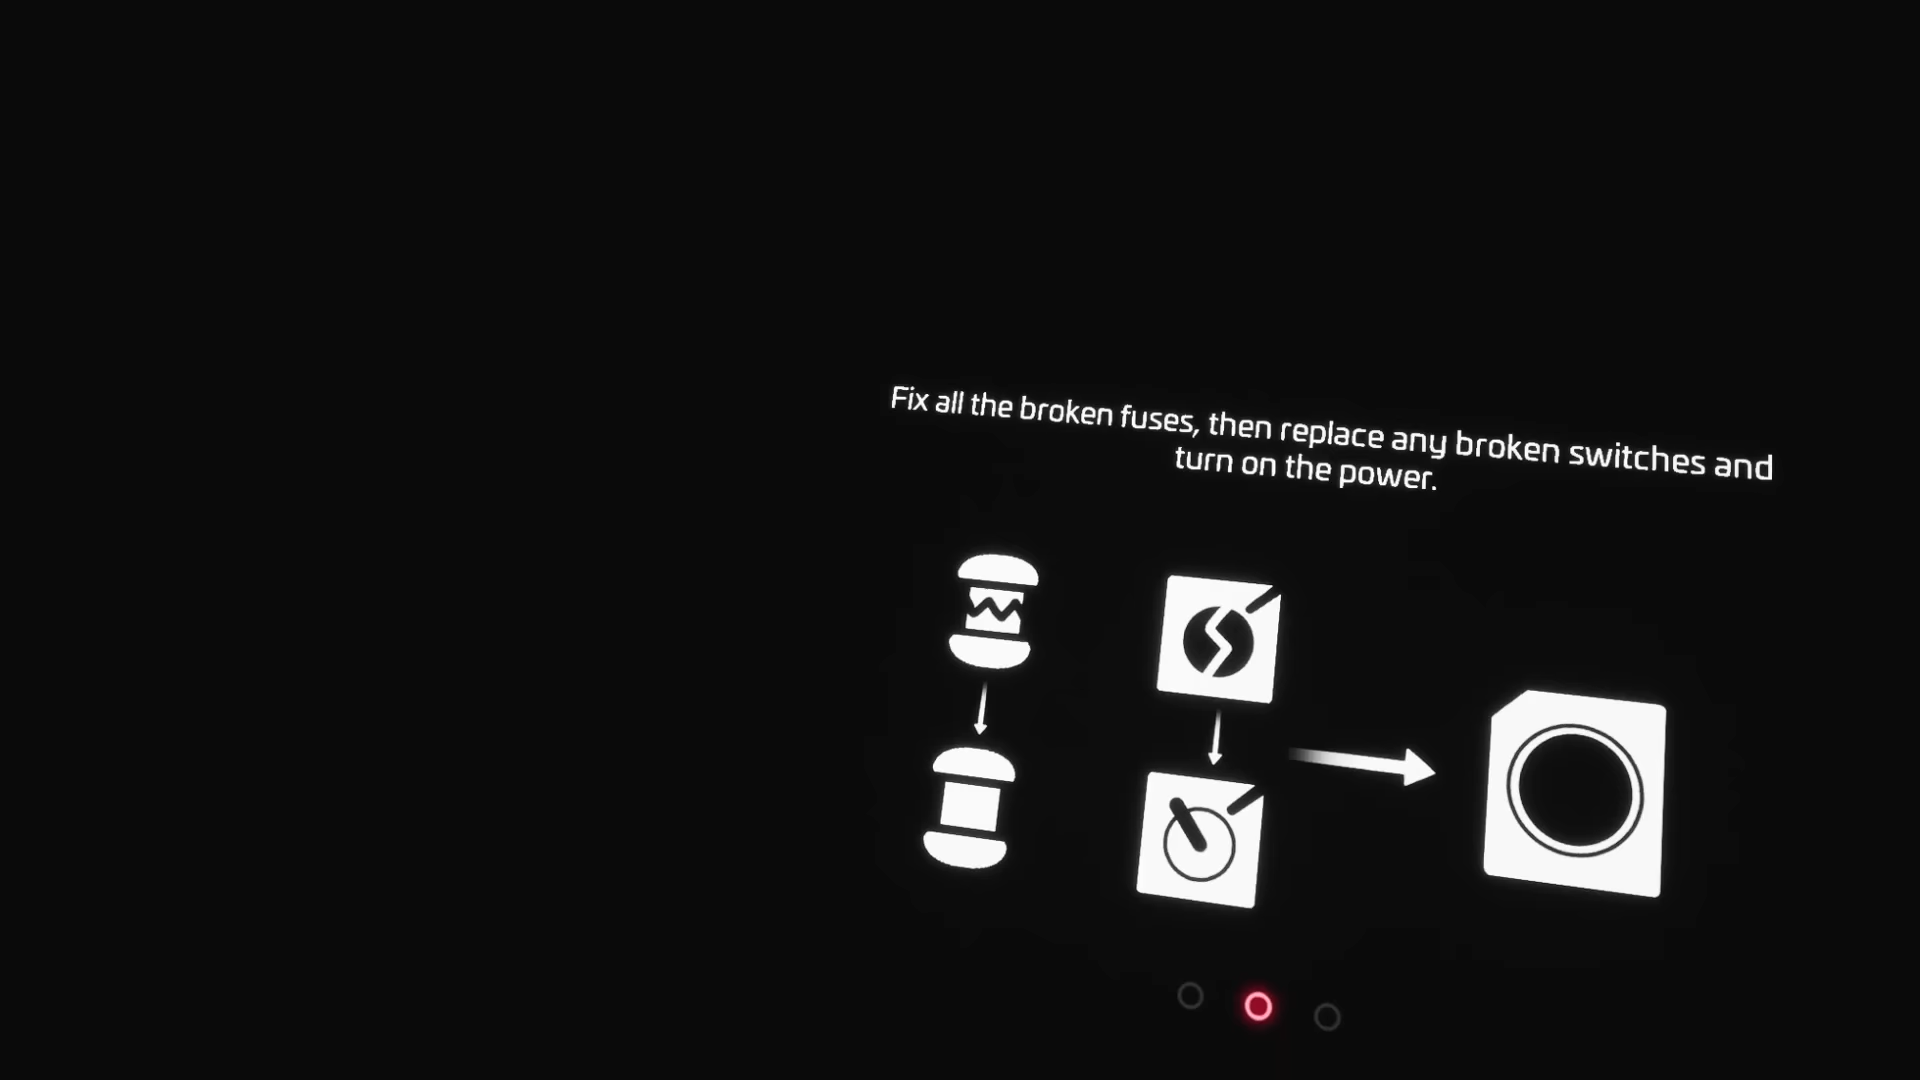 Fix all the broken fuses, then replace any broken switches and
turn on the power.